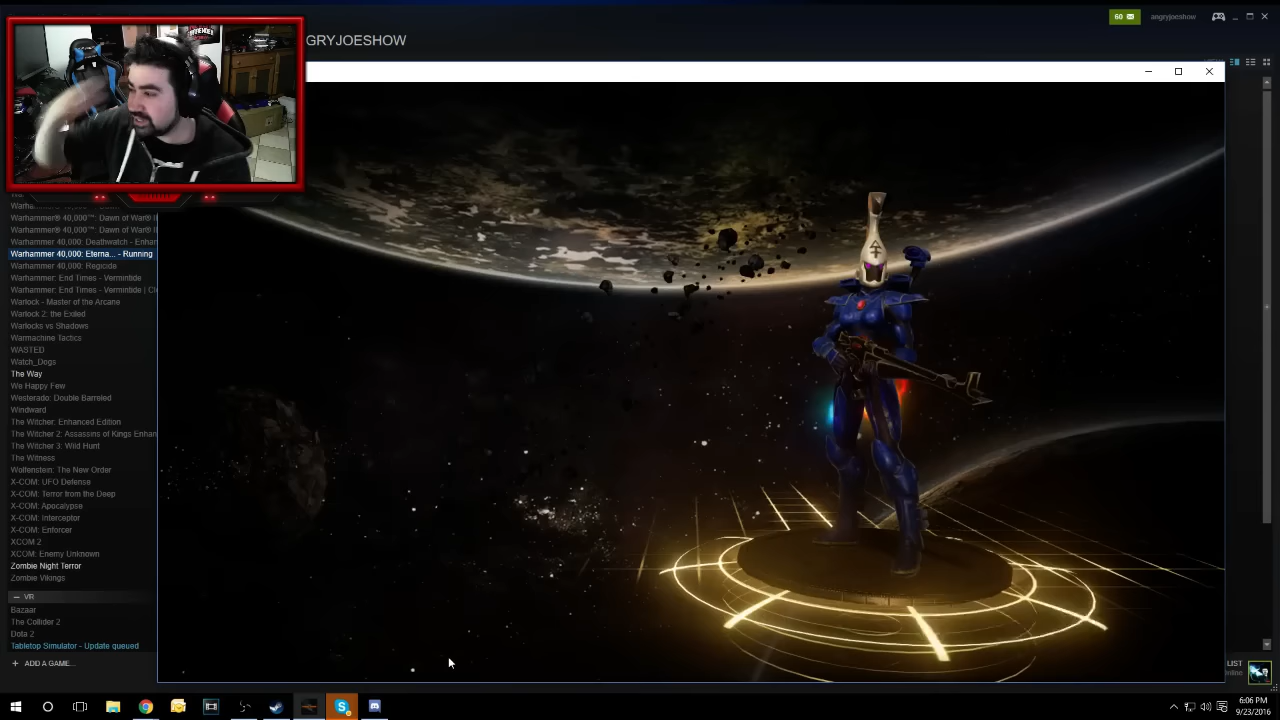 60
angryjoeshow
GRYJOESHOW
Warhammer® 40,000™: Dawn of War® II
Warhammer® 40,000™: Dawn of War® II
Warhammer 40,000: Deathwatch - Enhan
Warhammer 40,000: Eterna... - Running
Warhammer 40,000: Regicide
Warhammer: End Times - Vermintide
Warhammer: End Times - Vermintide | Cl
Warlock - Master of the Arcane
Warlock 2: the Exiled
Warlocks vs Shadows
Warmachine Tactics
WASTED
Watch_Dogs
The Way
We Happy Few
Westerado: Double Barreled
Windward
The Witcher: Enhanced Edition
The Witcher 2: Assassins of Kings Enhan
The Witcher 3: Wild Hunt
The Witness
Wolfenstein: The New Order
X-COM: UFO Defense
X-COM: Terror from the Deep
X-COM: Apocalypse
X-COM: Interceptor
X-COM: Enforcer
XCOM 2
XCOM: Enemy Unknown
Zombie Night Terror
Zombie Vikings
VR
Bazaar
The Collider 2
Dota 2
Tabletop Simulator - Update queued
+ ADD A GAME...
LIST
nline
6:06 PM
9/23/2016